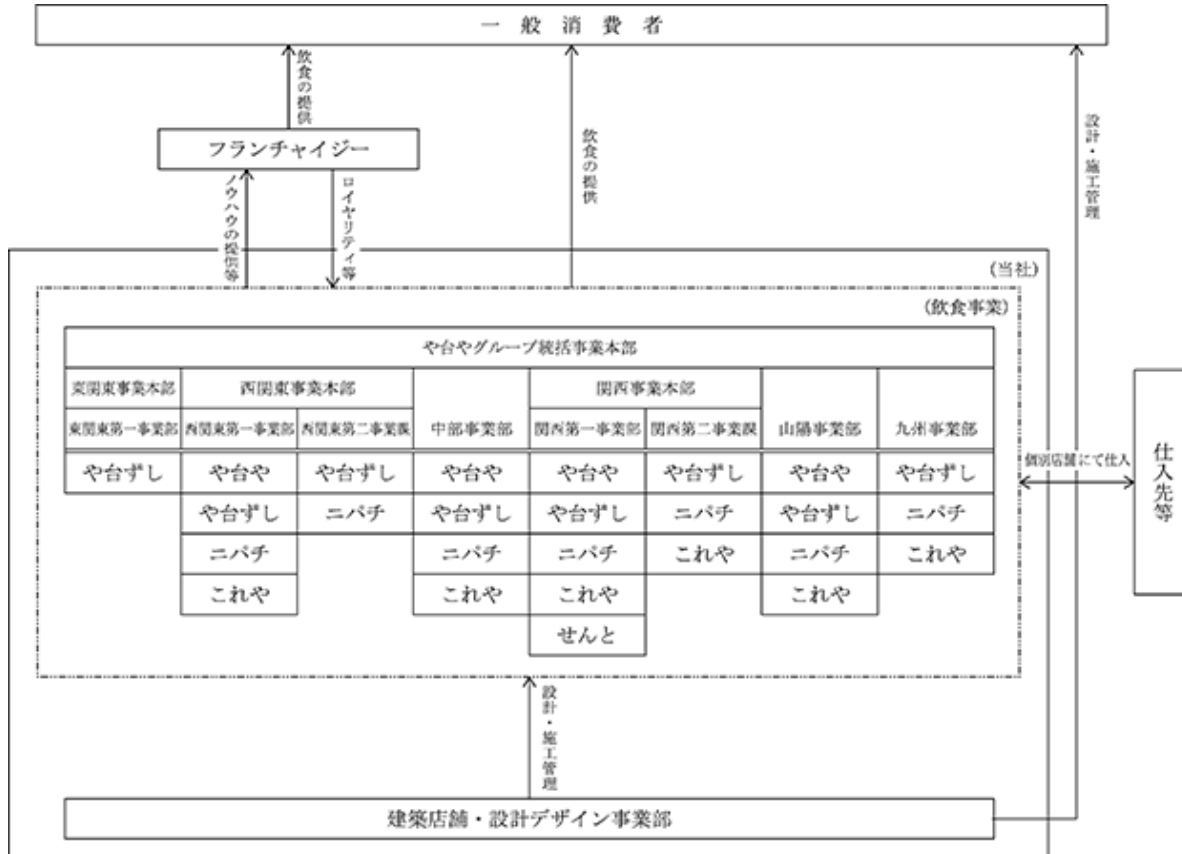 一般消費者
飲食の提供
フランチャイジー
飲食の提供
設計・施工管理
ノウハウの提供等
ロイヤリティ等
(当社)
(飲食事業)
や台やグループ統括事業本部
東関東事業本部 西関東事業本部 関西事業本部
東関東第一事業部 西関東第一事業部 西関東第二事業課 中部事業部 関西第一事業部 関西第二事業課 山陽事業部 九州事業部
や台ずし や台や や台ずし や台や や台や や台ずし や台や や台ずし
や台ずし ニパチ や台ずし や台ずし ニパチ や台ずし ニパチ
ニパチ ニパチ ニパチ これや ニパチ これや
これや これや これや これや
せんと
個別店舗にて仕入
仕入先等
設計・施工管理
建築店舗・設計デザイン事業部